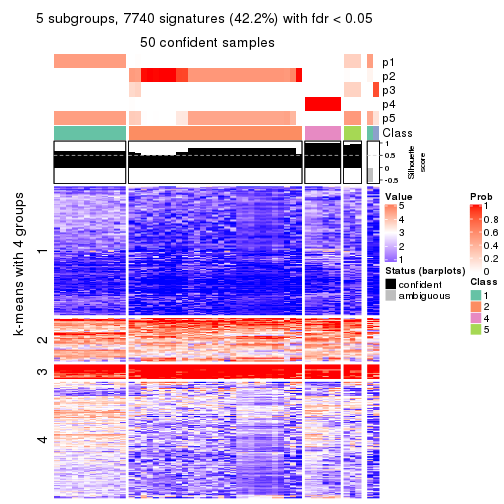 5 subgroups, 7740 signatures (42.2%) with fdr < 0.05
50 confident samples
p1
p2
p3
p4
p5
Class
1
0.5
0
-0.5
Silhouette
score
k-means with 4 groups
1
2
3
4
Value
5
4
3
2
1
Status (barplots)
confident
ambiguous
Prob
1
0.8
0.6
0.4
0.2
0
Class
1
2
4
5